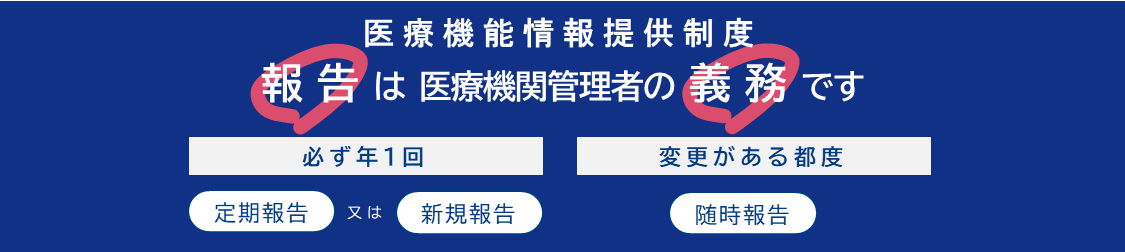 医療機能情報提供制度
報告は医療機関管理者の義務です
必ず年1回
変更がある都度
定期報告 又は 新規報告
随時報告